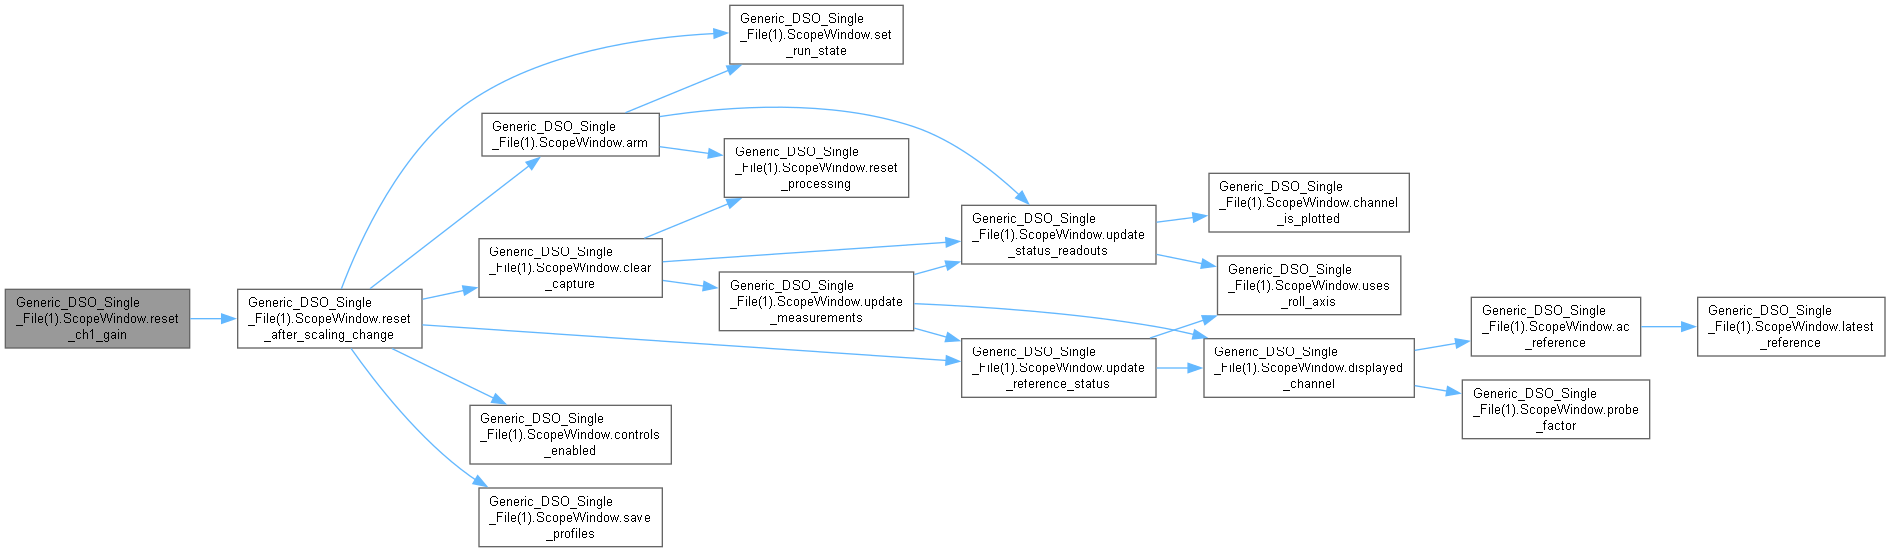 Generic_DSO_Single
_File(1).ScopeWindow.set
_run_state
Generic_DSO_Single
_File(1).ScopeWindow.arm
Generic_DSO_Single
_File(1).ScopeWindow.reset
_processing
Generic_DSO_Single
_File(1).ScopeWindow.channel
_is_plotted
Generic_DSO_Single
_File(1).ScopeWindow.update
_status_readouts
Generic_DSO_Single
_File(1).ScopeWindow.clear
_capture
Generic_DSO_Single
_File(1).ScopeWindow.uses
_roll_axis
Generic_DSO_Single
_File(1).ScopeWindow.update
_measurements
Generic_DSO_Single
_File(1).ScopeWindow.reset
_ch1_gain
Generic_DSO_Single
_File(1).ScopeWindow.reset
_after_scaling_change
Generic_DSO_Single
_File(1).ScopeWindow.ac
_reference
Generic_DSO_Single
_File(1).ScopeWindow.latest
_reference
Generic_DSO_Single
_File(1).ScopeWindow.update
_reference_status
Generic_DSO_Single
_File(1).ScopeWindow.displayed
_channel
Generic_DSO_Single
_File(1).ScopeWindow.probe
_factor
Generic_DSO_Single
_File(1).ScopeWindow.controls
_enabled
Generic_DSO_Single
_File(1).ScopeWindow.save
_profiles